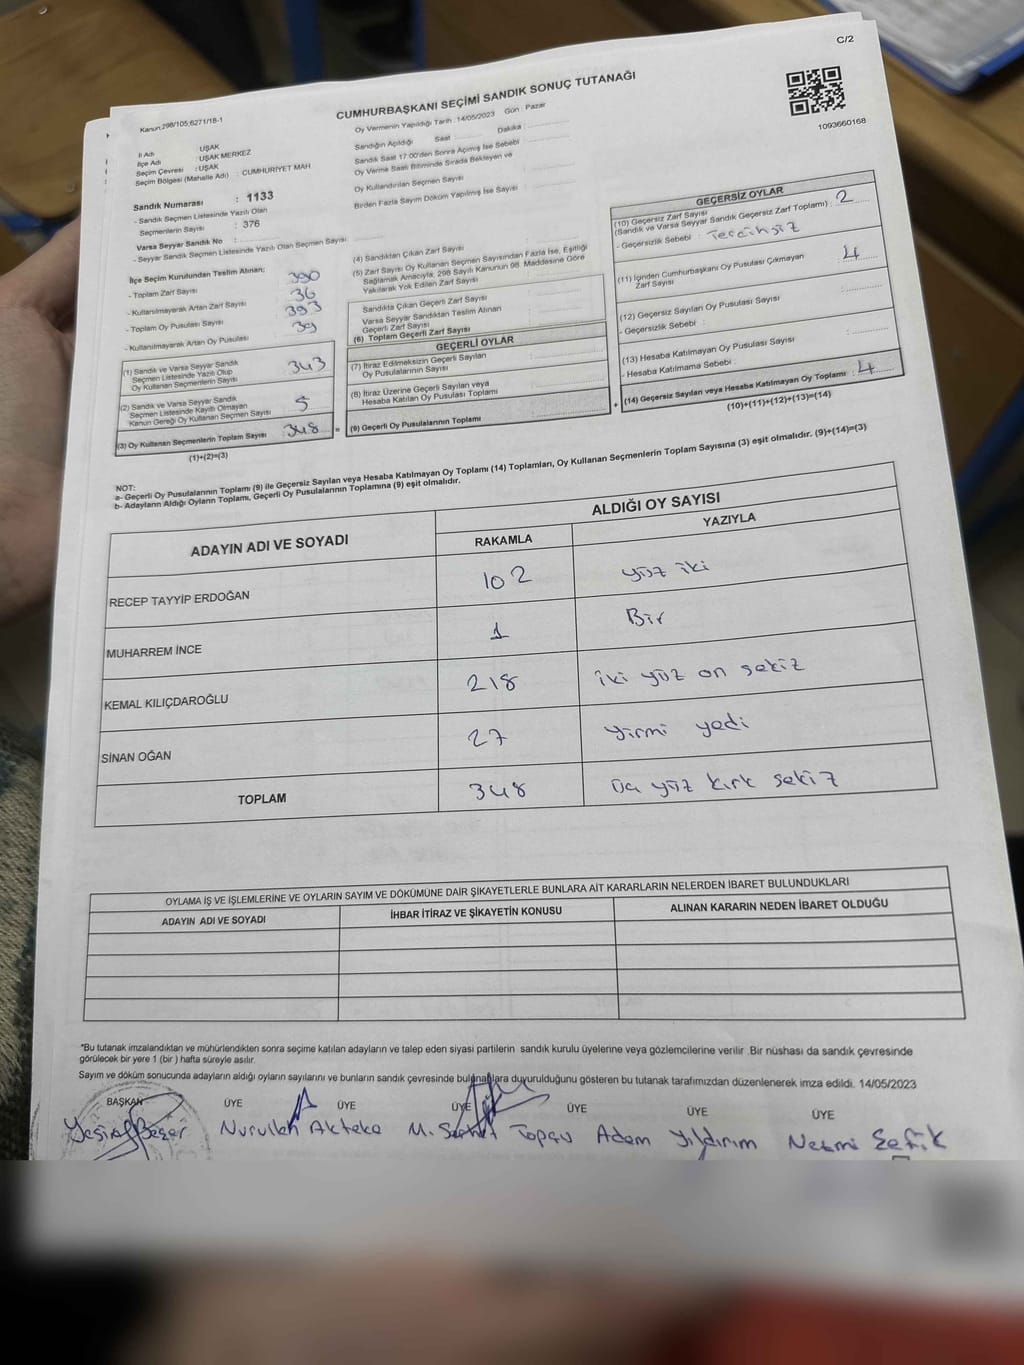 C/2
Kanun:298/105;6271/18-1
CUMHURBAŞKANI SEÇİMİ SANDIK SONUÇ TUTANAĞI
Oy Vermenin Yapıldığı Tarih : 14/05/2023 Gün : Pazar
1093660168
İl Adı : UŞAK
İlçe Adı : UŞAK MERKEZ
Seçim Çevresi : UŞAK
Seçim Bölgesi (Mahalle Adı) : CUMHURİYET MAH
Sandık Numarası : 1133
- Sandık Seçmen Listesinde Yazılı Olan
Seçmenlerin Sayısı : 376
Varsa Seyyar Sandık No :
- Seyyar Sandık Seçmen Listesinde Yazılı Olan Seçmen Sayısı
İlçe Seçim Kurulundan Teslim Alınan:
- Toplam Zarf Sayısı 390
- Kullanılmayarak Artan Zarf Sayısı 36
- Toplam Oy Pusulası Sayısı 393
- Kullanılmayarak Artan Oy Pusulası 39
(1) Sandık ve Varsa Seyyar Sandık
Seçmen Listesinde Yazılı Olup
Oy Kullanan Seçmenlerin Sayısı 343
(2) Sandık ve Varsa Seyyar Sandık
Seçmen Listesinde Kayıtlı Olmayan
Kanun Gereği Oy Kullanan Seçmen Sayısı 5
(3) Oy Kullanan Seçmenlerin Toplam Sayısı 348 =
(1)+(2)=(3)
Sandığın Açıldığı Saat : Dakika :
Sandık Saat 17:00'den Sonra Açılmış İse Sebebi :
Oy Verme Saati Bitiminde Sırada Bekleyen ve
Oy Kullandırılan Seçmen Sayısı
Birden Fazla Sayım Döküm Yapılmış İse Sayısı :
(4) Sandıktan Çıkan Zarf Sayısı
(5) Zarf Sayısı Oy Kullanan Seçmen Sayısından Fazla İse, Eşitliği
Sağlamak Amacıyla, 298 Sayılı Kanunun 98. Maddesine Göre
Yakılarak Yok Edilen Zarf Sayısı
Sandıkta Çıkan Geçerli Zarf Sayısı
Varsa Seyyar Sandıktan Teslim Alınan
Geçerli Zarf Sayısı
(6) Toplam Geçerli Zarf Sayısı
GEÇERLİ OYLAR
(7) İtiraz Edilmeksizin Geçerli Sayılan
Oy Pusulalarının Sayısı
(8) İtiraz Üzerine Geçerli Sayılan veya
Hesaba Katılan Oy Pusulası Toplamı
(9) Geçerli Oy Pusulalarının Toplamı +
GEÇERSİZ OYLAR
(10) Geçersiz Zarf Sayısı
(Sandık ve Varsa Seyyar Sandık Geçersiz Zarf Toplamı) : 2
- Geçersizlik Sebebi : Tercihsiz
(11) İçinden Cumhurbaşkanı Oy Pusulası Çıkmayan
Zarf Sayısı 4
(12) Geçersiz Sayılan Oy Pusulası Sayısı
- Geçersizlik Sebebi :
(13) Hesaba Katılmayan Oy Pusulası Sayısı
- Hesaba Katılmama Sebebi :
(14) Geçersiz Sayılan veya Hesaba Katılmayan Oy Toplamı : 4
(10)+(11)+(12)+(13)=(14)
NOT:
a- Geçerli Oy Pusulalarının Toplamı (9) ile Geçersiz Sayılan veya Hesaba Katılmayan Oy Toplamı (14) Toplamları, Oy Kullanan Seçmenlerin Toplam Sayısına (3) eşit olmalıdır. (9)+(14)=(3)
b- Adayların Aldığı Oyların Toplamı, Geçerli Oy Pusulalarının Toplamına (9) eşit olmalıdır.
ADAYIN ADI VE SOYADI ALDIĞI OY SAYISI
RAKAMLA YAZIYLA
RECEP TAYYİP ERDOĞAN 102 yüz iki
MUHARREM İNCE 1 Bir
KEMAL KILIÇDAROĞLU 218 iki yüz on sekiz
SİNAN OĞAN 27 yirmi yedi
TOPLAM 348 üç yüz kırk sekiz
OYLAMA İŞ VE İŞLEMLERİNE VE OYLARIN SAYIM VE DÖKÜMÜNE DAİR ŞİKAYETLERLE BUNLARA AİT KARARLARIN NELERDEN İBARET BULUNDUKLARI
ADAYIN ADI VE SOYADI İHBAR İTİRAZ VE ŞİKAYETİN KONUSU ALINAN KARARIN NEDEN İBARET OLDUĞU
*Bu tutanak imzalandıktan ve mühürlendikten sonra seçime katılan adayların ve talep eden siyasi partilerin sandık kurulu üyelerine veya gözlemcilerine verilir .Bir nüshası da sandık çevresinde
görülecek bir yere 1 (bir ) hafta süreyle asılır.
Sayım ve döküm sonucunda adayların aldığı oyların sayılarını ve bunların sandık çevresinde bulunanlara duyurulduğunu gösteren bu tutanak tarafımızdan düzenlenerek imza edildi. 14/05/2023
BAŞKAN ÜYE ÜYE ÜYE ÜYE ÜYE ÜYE
Nurullah Akteke M. Topçu Adem Yıldırım Nezmi Şefik